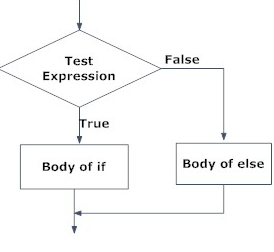 Test
Expression
False
True
Body of if
Body of else